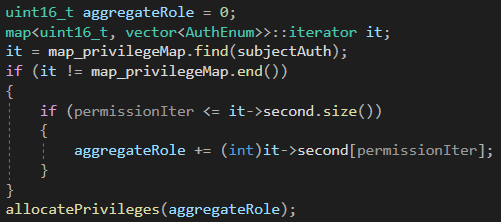 uint16_t aggregateRole = 0;
map<uint16_t, vector<AuthEnum>>::iterator it;
it = map_privilegeMap.find(subjectAuth);
if (it != map_privilegeMap.end())
{
    if (permissionIter <= it->second.size())
    {
        aggregateRole += (int)it->second[permissionIter];
    }
}
allocatePrivileges(aggregateRole);